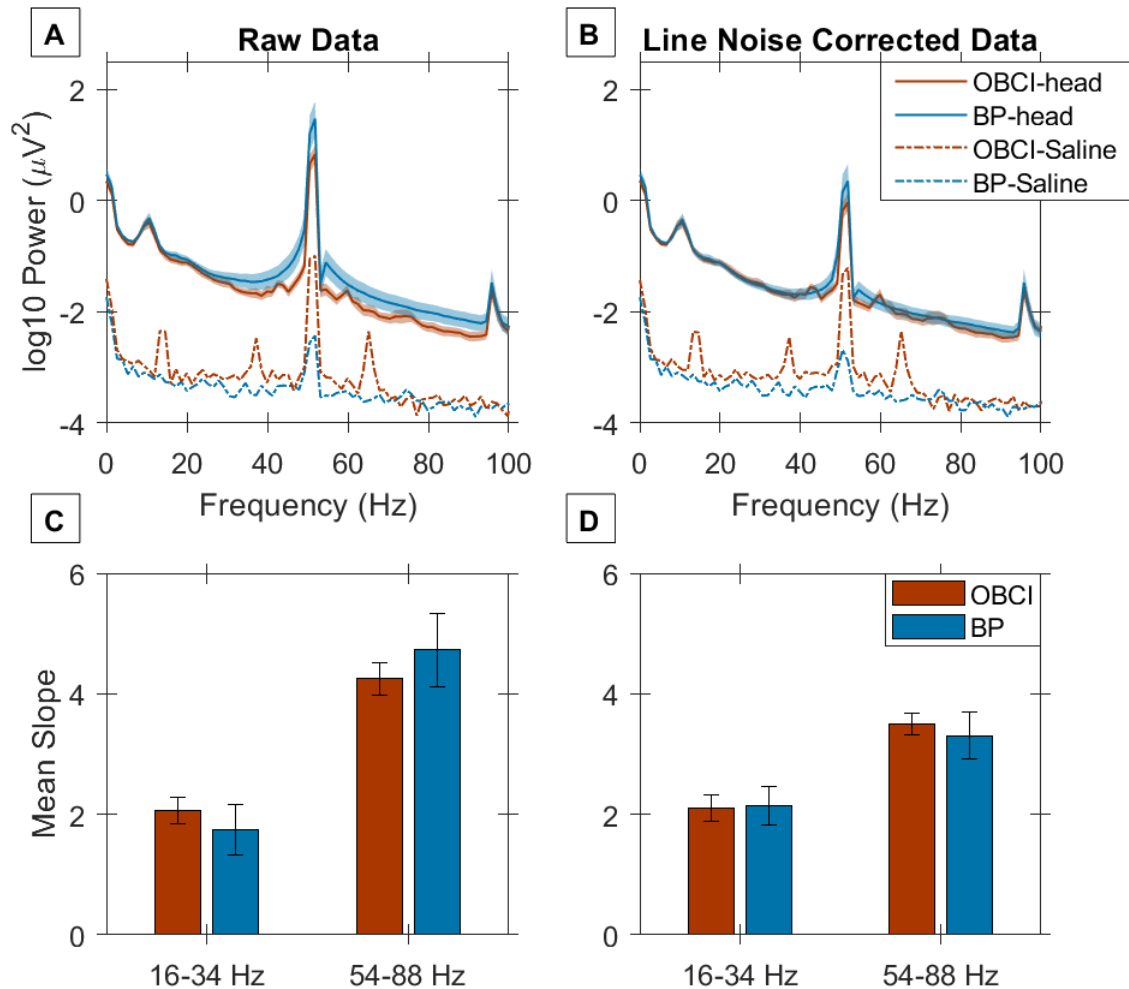 A
Raw Data
B
Line Noise Corrected Data
log10 Power (μV²)
2
0
-2
-4
0 20 40 60 80 100
Frequency (Hz)
2
0
-2
-4
0 20 40 60 80 100
Frequency (Hz)
OBCI-head
BP-head
OBCI-Saline
BP-Saline
C
Mean Slope
6
4
2
0
16-34 Hz 54-88 Hz
D
6
4
2
0
16-34 Hz 54-88 Hz
OBCI
BP